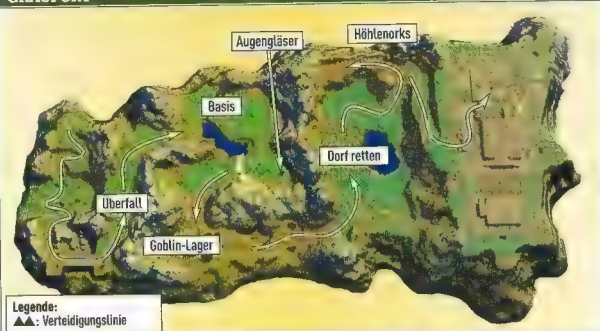 Augengläser
Höhlenorks
Basis
Dorf retten
Überfall
Goblin-Lager
Legende:
▲▲: Verteidigungslinie